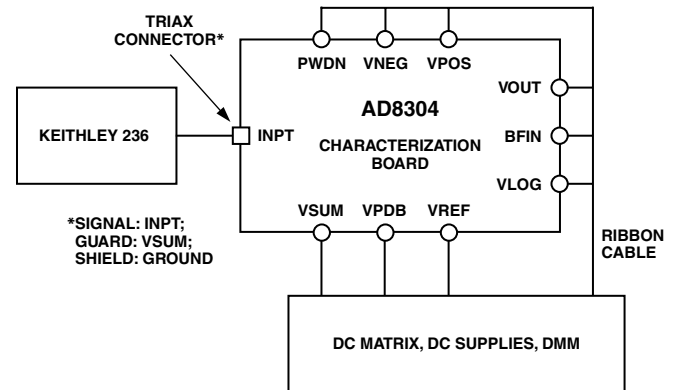 TRIAX
CONNECTOR*
PWDN VNEG VPOS
VOUT
AD8304
KEITHLEY 236
INPT
BFIN
CHARACTERIZATION
BOARD
VLOG
VSUM VPDB VREF
*SIGNAL: INPT;
GUARD: VSUM;
SHIELD: GROUND
RIBBON
CABLE
DC MATRIX, DC SUPPLIES, DMM